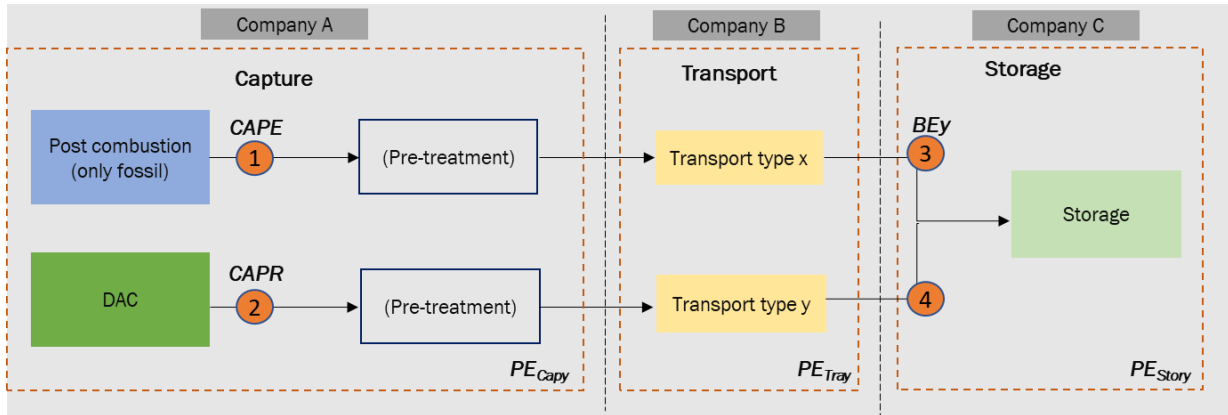 Company A
Company B
Company C
Capture
Transport
Storage
Post combustion
(only fossil)
CAPE
1
(Pre-treatment)
Transport type x
BEy
3
Storage
DAC
CAPR
2
(Pre-treatment)
Transport type y
4
PECapy
PETray
PEStory